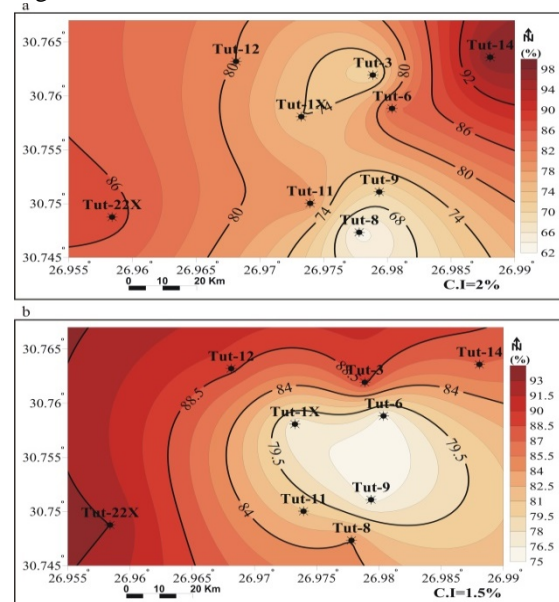 a
30.765
30.76
30.755
30.75
30.745
Tut-12
Tut-14
Tut-3
Tut-1X
Tut-6
Tut-11
Tut-9
Tut-22X
Tut-8
80
74
80
92
86
80
86
80
74
68
74
26.955° 26.96° 26.965° 26.97° 26.975° 26.98° 26.985° 26.99°
0 10 20 Km
C.I=2%
N
(%)
98
94
90
86
82
78
74
70
66
62
b
30.765
30.76
30.755
30.75
30.745
Tut-12
Tut-14
Tut-3
Tut-1X
Tut-6
Tut-11
Tut-9
Tut-22X
Tut-8
88.5
88.5
84
84
79.5
79.5
84
26.955° 26.96° 26.965° 26.97° 26.975° 26.98° 26.985° 26.99°
0 10 20 Km
C.I=1.5%
N
(%)
93
91.5
90
88.5
87
85.5
84
82.5
81
79.5
78
76.5
75